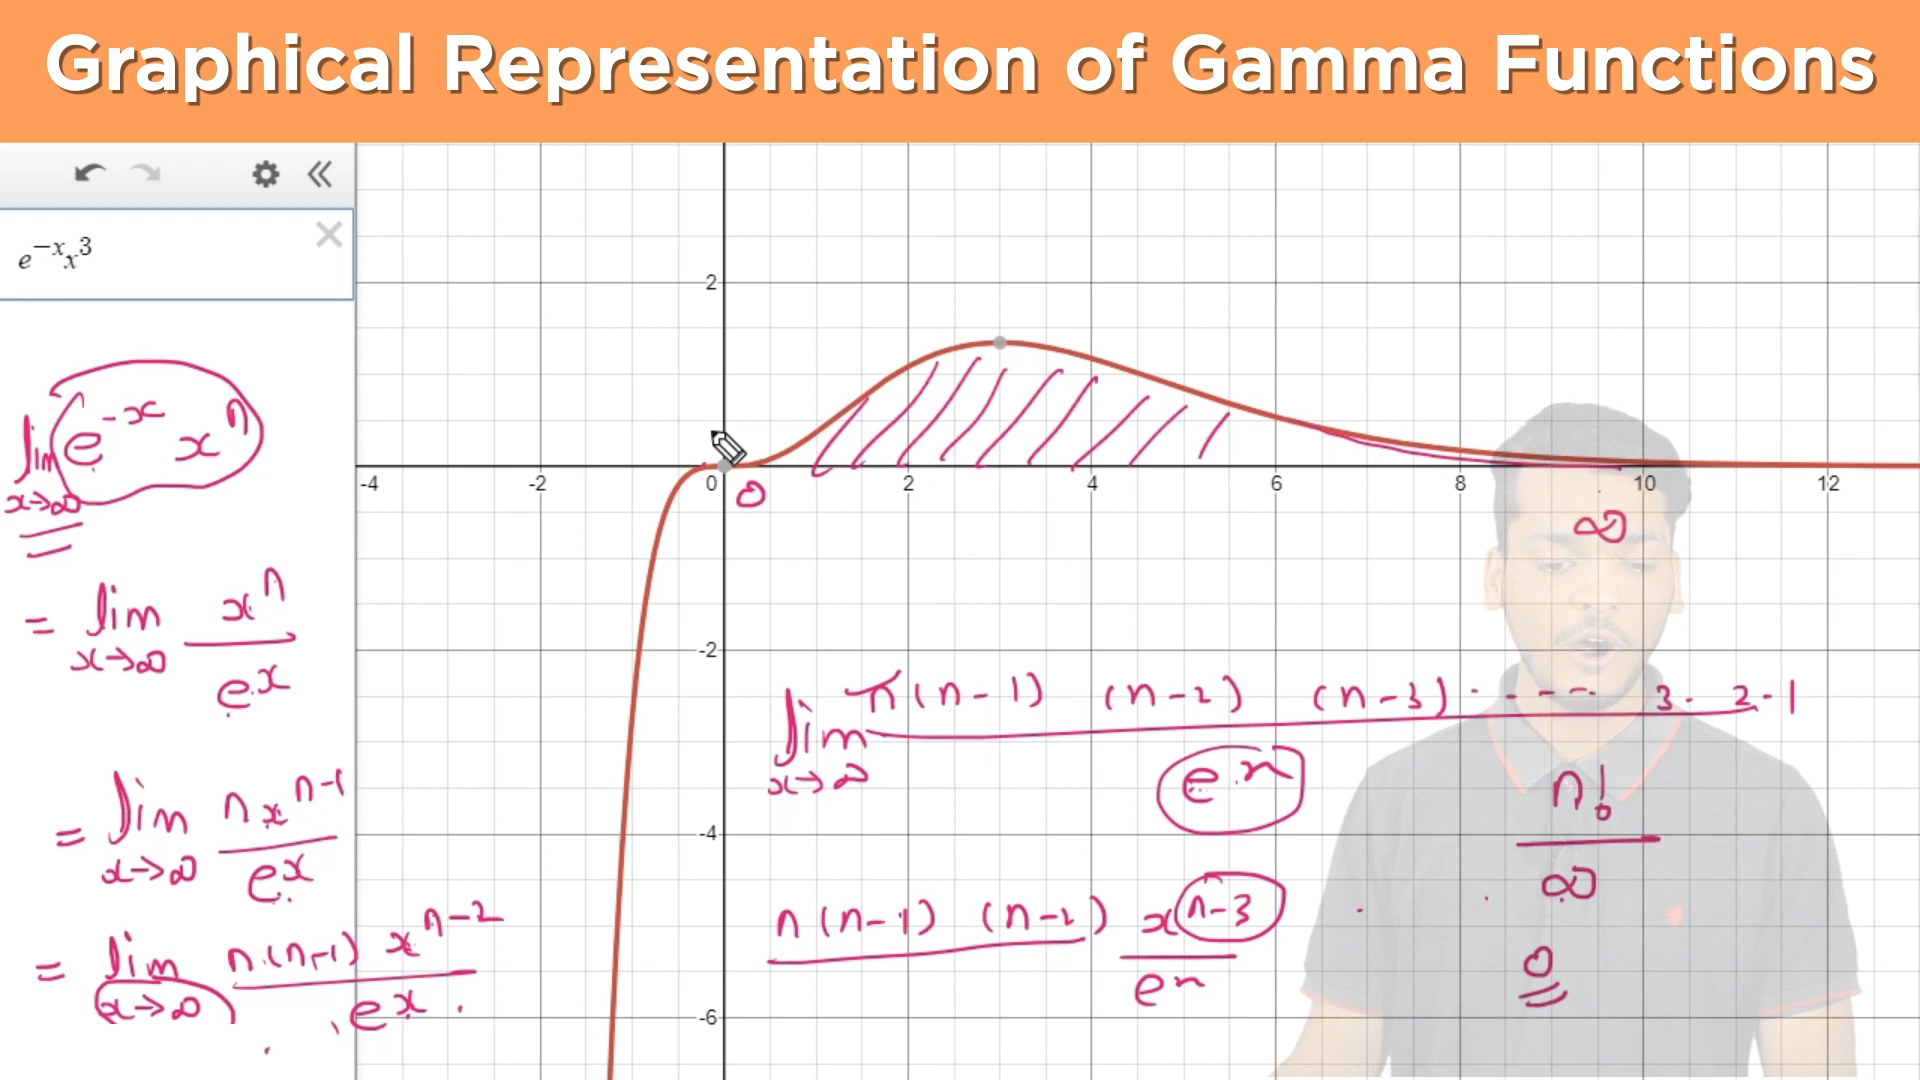 Graphical Representation of Gamma Functions
e^{-x}x^3
lim x→∞ e^{-x} x^n
= lim x→∞ x^n / e^x
= lim x→∞ n x^{n-1} / e^x
= lim x→∞ n(n-1) x^{n-2} / e^x
2
-4 -2 0 2 4 6 8 10 12
0 ∞
-2
lim x→∞ n(n-1) (n-2) (n-3) ----- 3. 2-1 / e^x
n! / ∞
-4
n(n-1) (n-2) x^{n-3} / e^x
0
-6